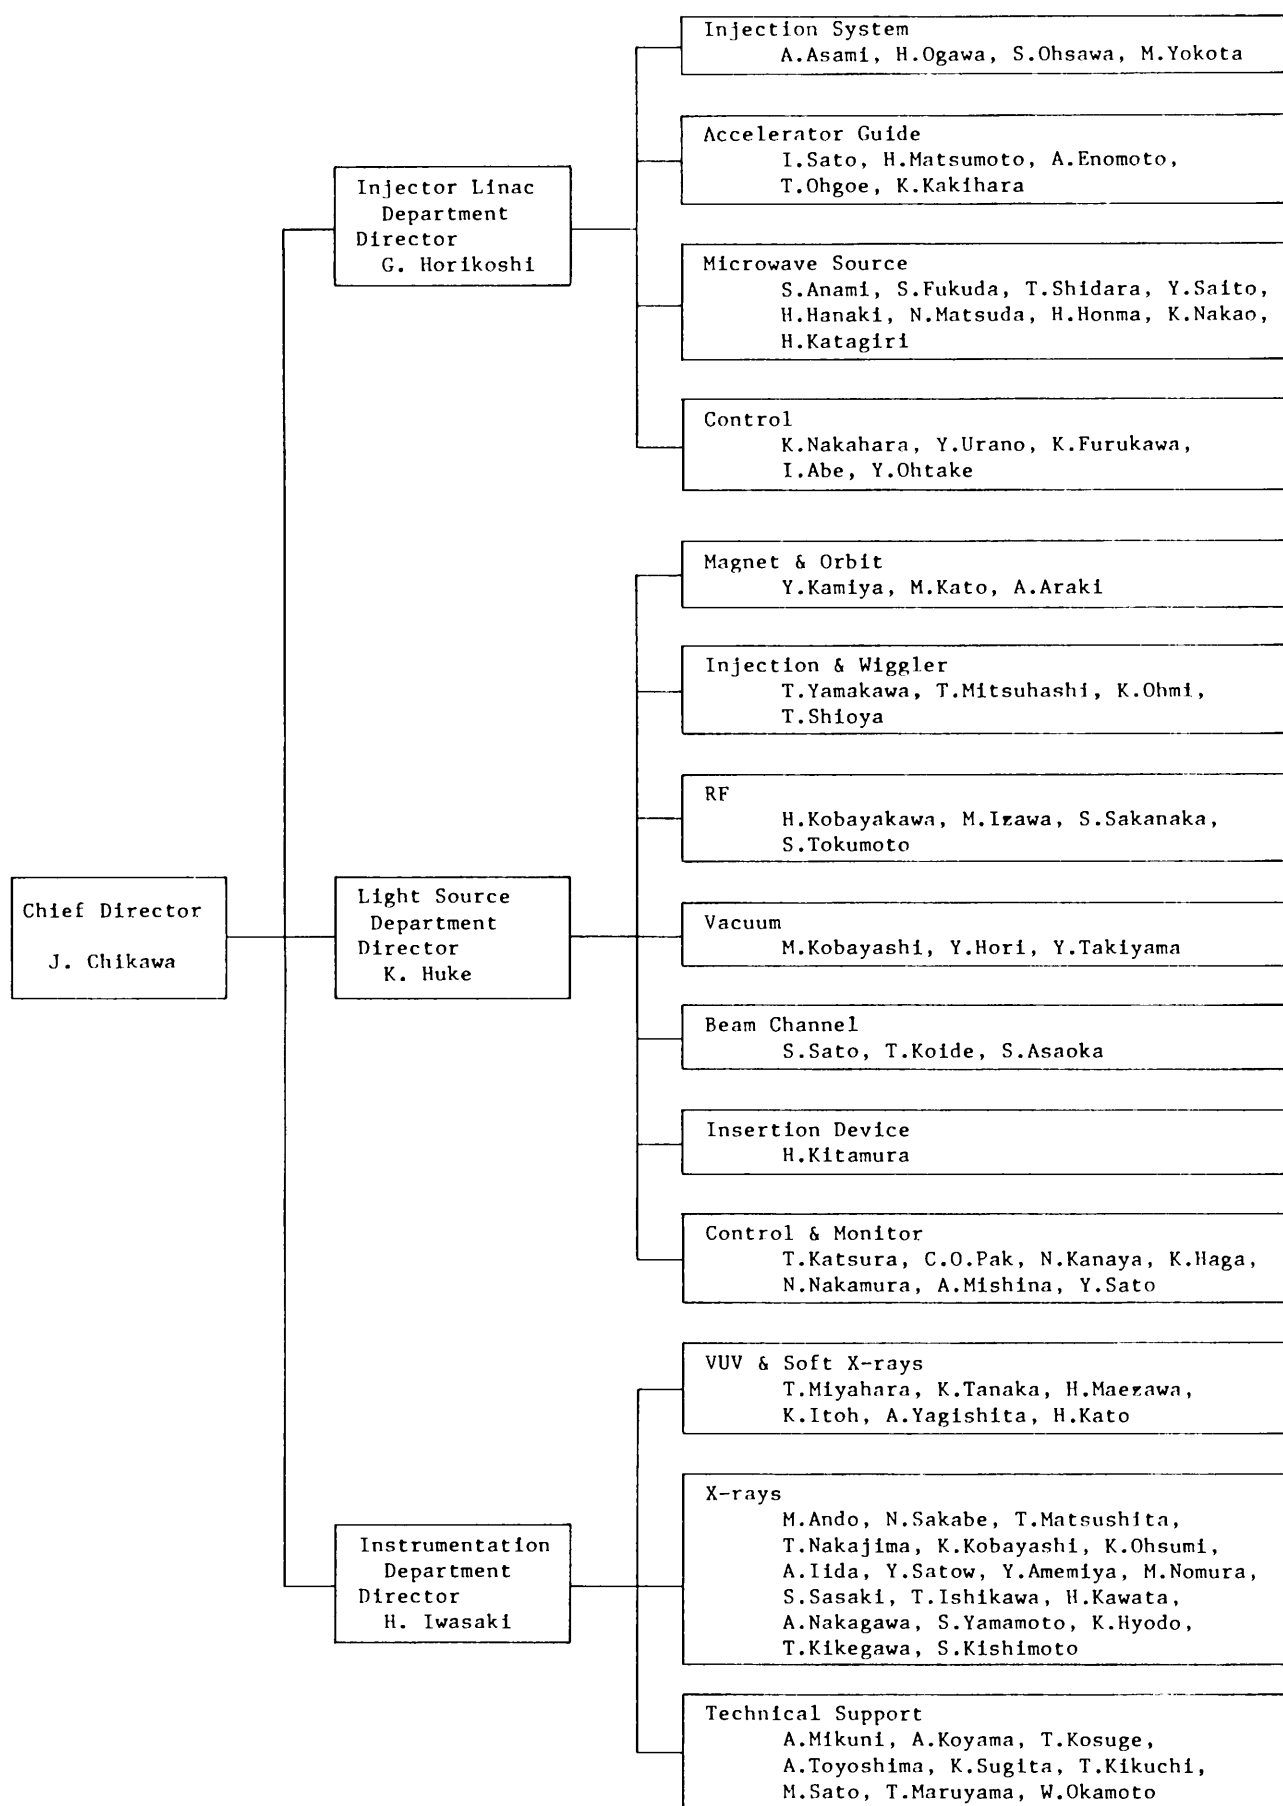 Chief Director
J. Chikawa
Injector Linac
Department
Director
G. Horikoshi
Injection System
A.Asami, H.Ogawa, S.Ohsawa, M.Yokota
Accelerator Guide
I.Sato, H.Matsumoto, A.Enomoto,
T.Ohgoe, K.Kakihara
Microwave Source
S.Anami, S.Fukuda, T.Shidara, Y.Saito,
H.Hanaki, N.Matsuda, H.Honma, K.Nakao,
H.Katagiri
Control
K.Nakahara, Y.Urano, K.Furukawa,
I.Abe, Y.Ohtake
Light Source
Department
Director
K. Huke
Magnet & Orbit
Y.Kamiya, M.Kato, A.Araki
Injection & Wiggler
T.Yamakawa, T.Mitsuhashi, K.Ohmi,
T.Shioya
RF
H.Kobayakawa, M.Izawa, S.Sakanaka,
S.Tokumoto
Vacuum
M.Kobayashi, Y.Hori, Y.Takiyama
Beam Channel
S.Sato, T.Koide, S.Asaoka
Insertion Device
H.Kitamura
Control & Monitor
T.Katsura, C.O.Pak, N.Kanaya, K.Haga,
N.Nakamura, A.Mishina, Y.Sato
Instrumentation
Department
Director
H. Iwasaki
VUV & Soft X-rays
T.Miyahara, K.Tanaka, H.Maezawa,
K.Itoh, A.Yagishita, H.Kato
X-rays
M.Ando, N.Sakabe, T.Matsushita,
T.Nakajima, K.Kobayashi, K.Ohsumi,
A.Iida, Y.Satow, Y.Amemiya, M.Nomura,
S.Sasaki, T.Ishikawa, H.Kawata,
A.Nakagawa, S.Yamamoto, K.Hyodo,
T.Kikegawa, S.Kishimoto
Technical Support
A.Mikuni, A.Koyama, T.Kosuge,
A.Toyoshima, K.Sugita, T.Kikuchi,
M.Sato, T.Maruyama, W.Okamoto